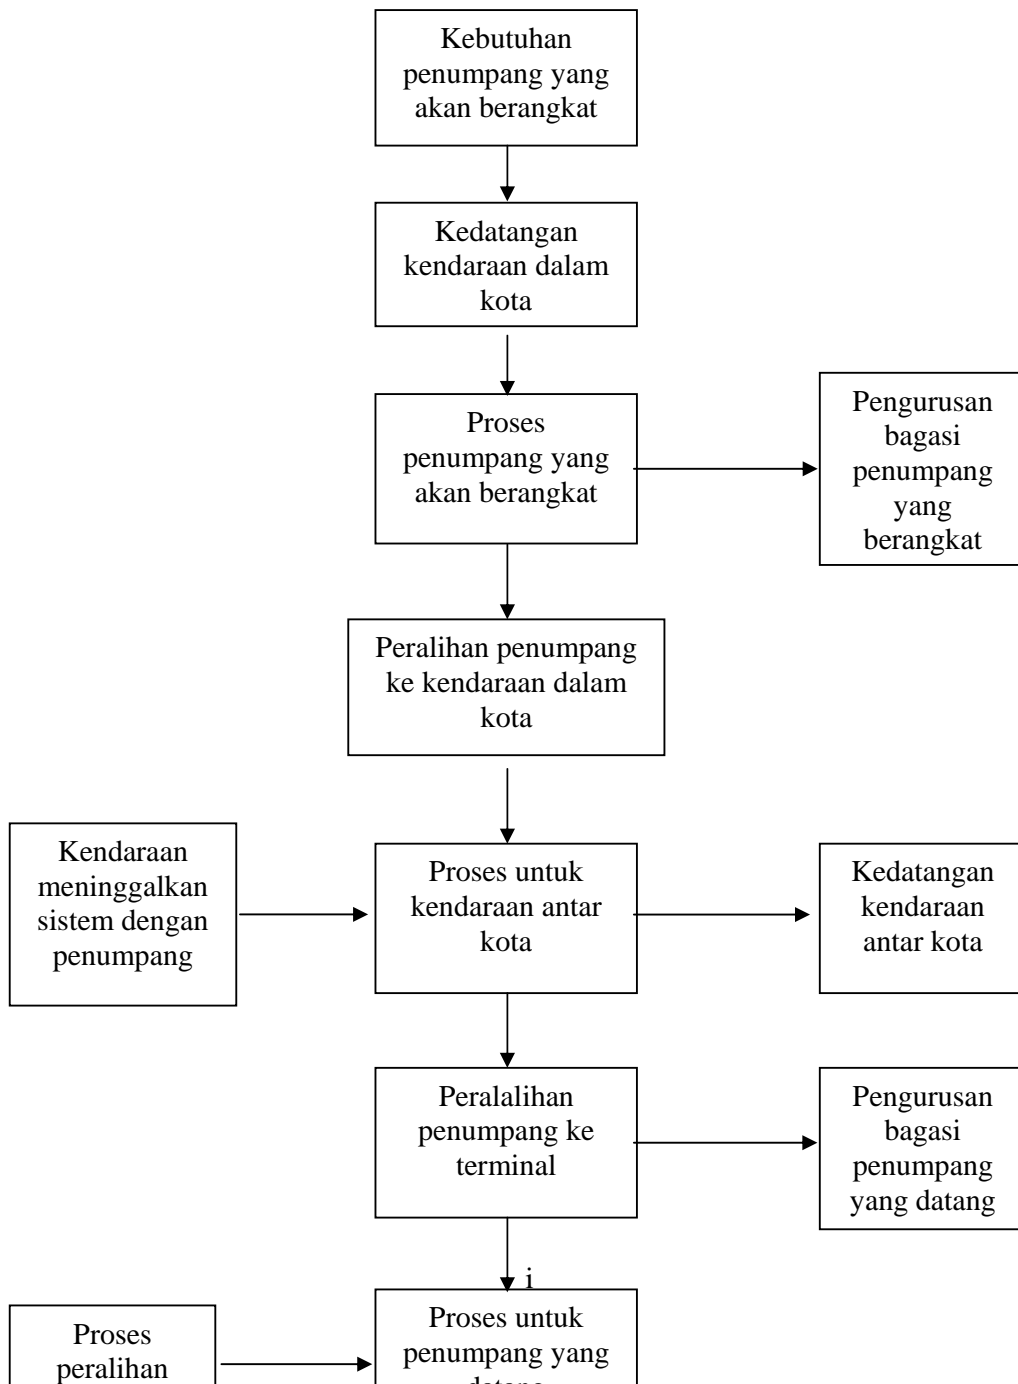 Kebutuhan
penumpang yang
akan berangkat
Kedatangan
kendaraan dalam
kota
Proses
penumpang yang
akan berangkat
Pengurusan
bagasi
penumpang
yang
berangkat
Peralihan penumpang
ke kendaraan dalam
kota
Kendaraan
meninggalkan
sistem dengan
penumpang
Proses untuk
kendaraan antar
kota
Kedatangan
kendaraan
antar kota
Peralalihan
penumpang ke
terminal
Pengurusan
bagasi
penumpang
yang datang
i
Proses
peralihan
Proses untuk
penumpang yang